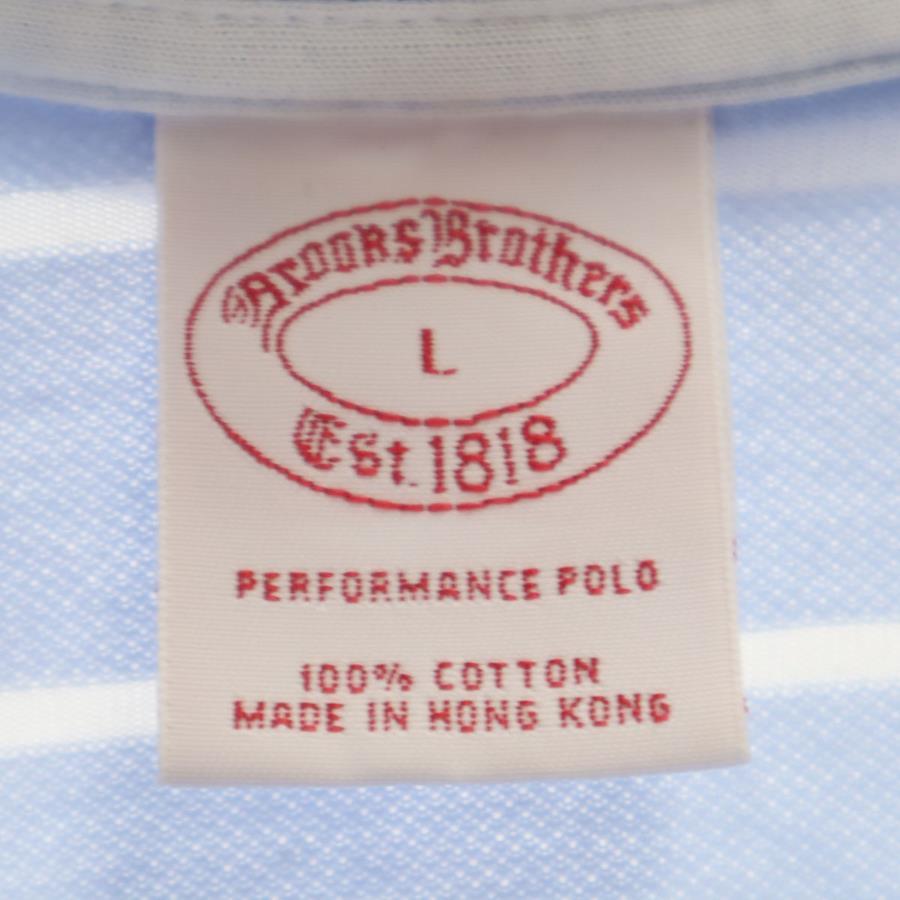 Brooks Brothers
L
Est. 1818
PERFORMANCE POLO
100% COTTON
MADE IN HONG KONG